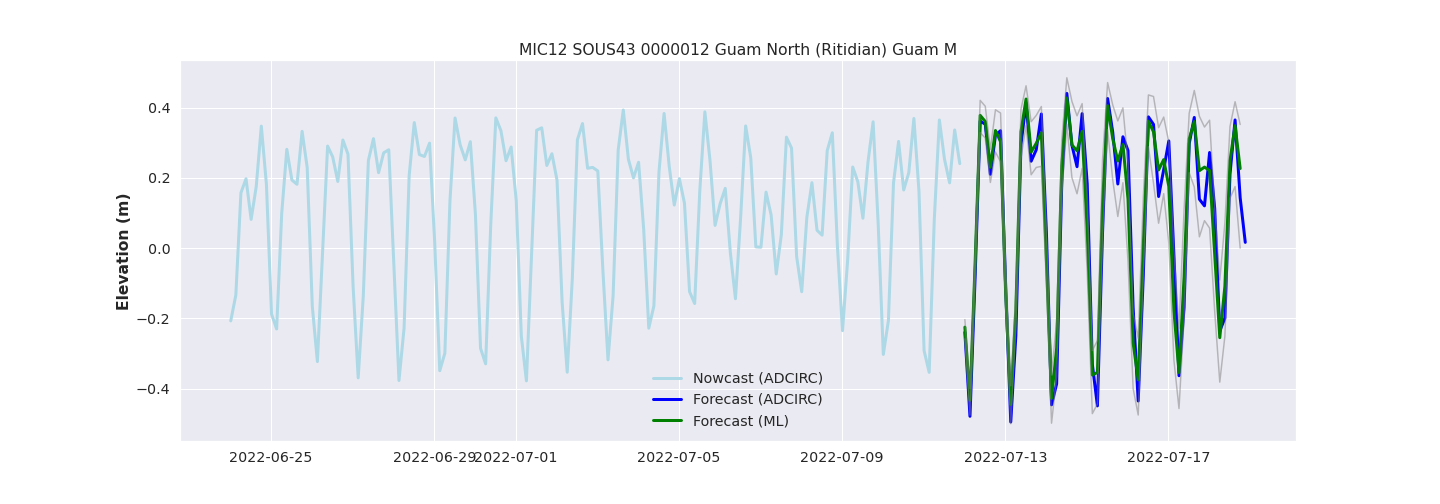 MIC12 SOUS43 0000012 Guam North (Ritidian) Guam M
Elevation (m)
0.4
0.2
0.0
−0.2
−0.4
Nowcast (ADCIRC)
Forecast (ADCIRC)
Forecast (ML)
2022-06-25
2022-06-29
2022-07-01
2022-07-05
2022-07-09
2022-07-13
2022-07-17